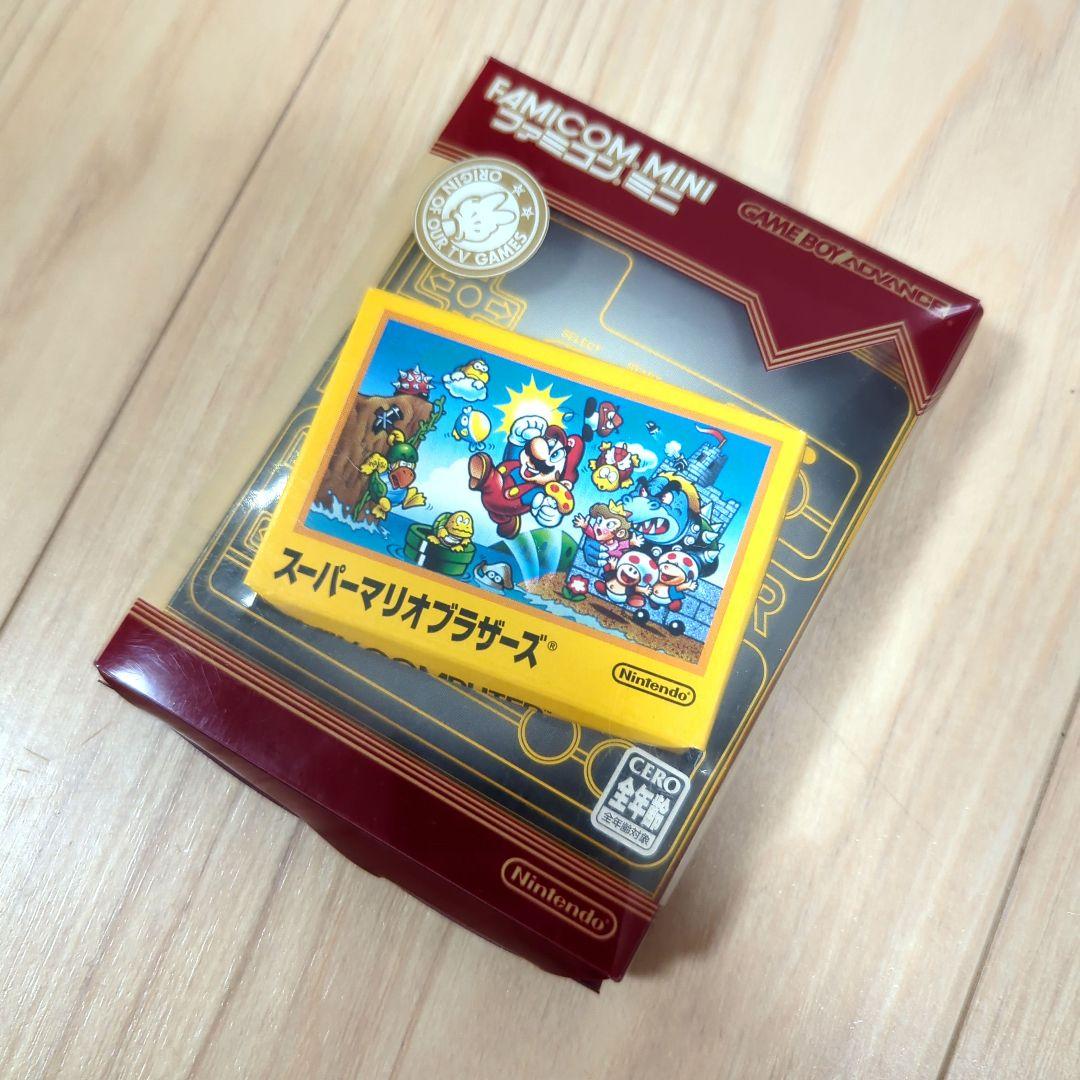 FAMICOM MINI
ファミコンミニ
GAME BOY ADVANCE
ORIGIN OF OUR TV GAMES
SELECT
スーパーマリオブラザーズ®
Nintendo
CERO
全年齢
全年齢対象
Nintendo®